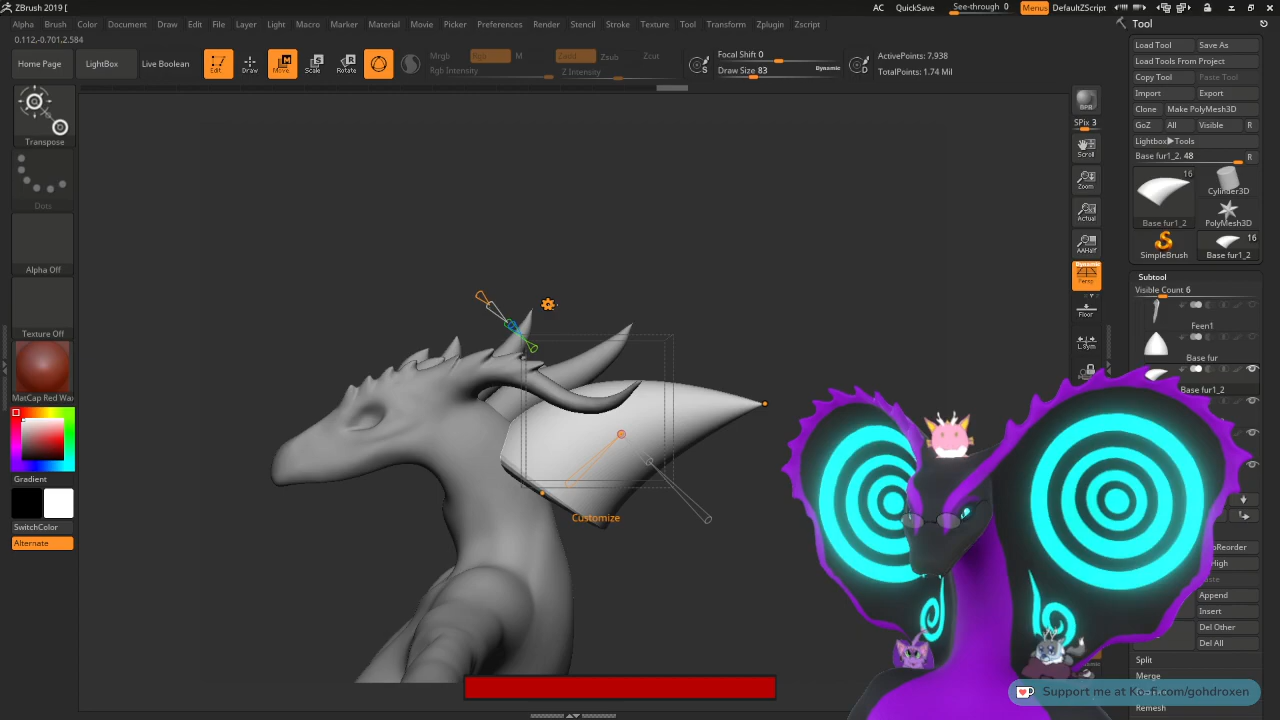 ZBrush 2019 [
AC QuickSave See-through 0 Menus DefaultZScript
Alpha Brush Color Document Draw Edit File Layer Light Macro Marker Material Movie Picker Preferences Render Stencil Stroke Texture Tool Transform Zplugin Zscript
Tool
0.112,-0.701,2.584
Home Page LightBox Live Boolean Edit Draw Move Scale Rotate
Mrgb Rgb M Zadd Zsub Zcut
Rgb Intensity Z Intensity
Focal Shift 0
Draw Size 83 Dynamic
ActivePoints: 7,938
TotalPoints: 1.74 Mil
Load Tool Save As
Load Tools From Project
Copy Tool Paste Tool
Import Export
Clone Make PolyMesh3D
GoZ All Visible R
Lightbox▶Tools
Base fur1_2. 48 R
16
Cylinder3D
Base fur1_2 PolyMesh3D
16
SimpleBrush Base fur1_2
Subtool
Visible Count 6
Feen1
Base fur
Base fur1_2
Reorder
High
Append
Insert
Del Other
Del All
Split
Merge
Remesh
Transpose
Dots
Alpha Off
Texture Off
MatCap Red Wax
Gradient
SwitchColor
Alternate
BPR
SPix 3
Scroll
Zoom
Actual
AAHalf
Dynamic
Persp
Floor
L.Sym
Customize
Support me at Ko-fi.com/gohdroxen